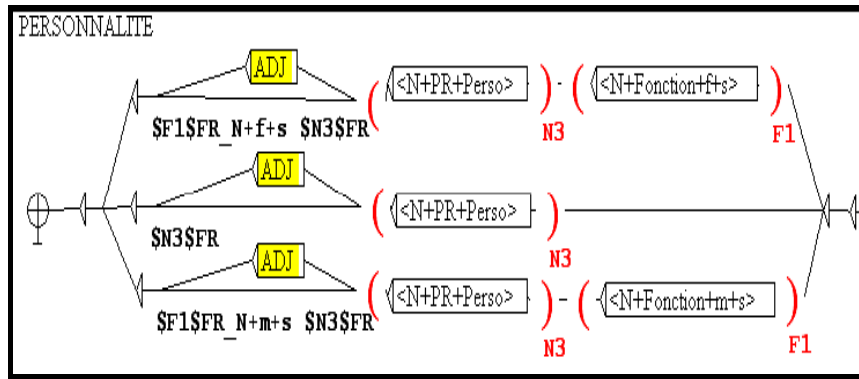 PERSONNALITE
ADJ
<N+PR+Perso> - <N+Fonction+f+s>
$F1$FR_N+f+s $N3$FR N3 F1
ADJ
<N+PR+Perso>
$N3$FR N3
ADJ
<N+PR+Perso> - <N+Fonction+m+s>
$F1$FR_N+m+s $N3$FR N3 F1